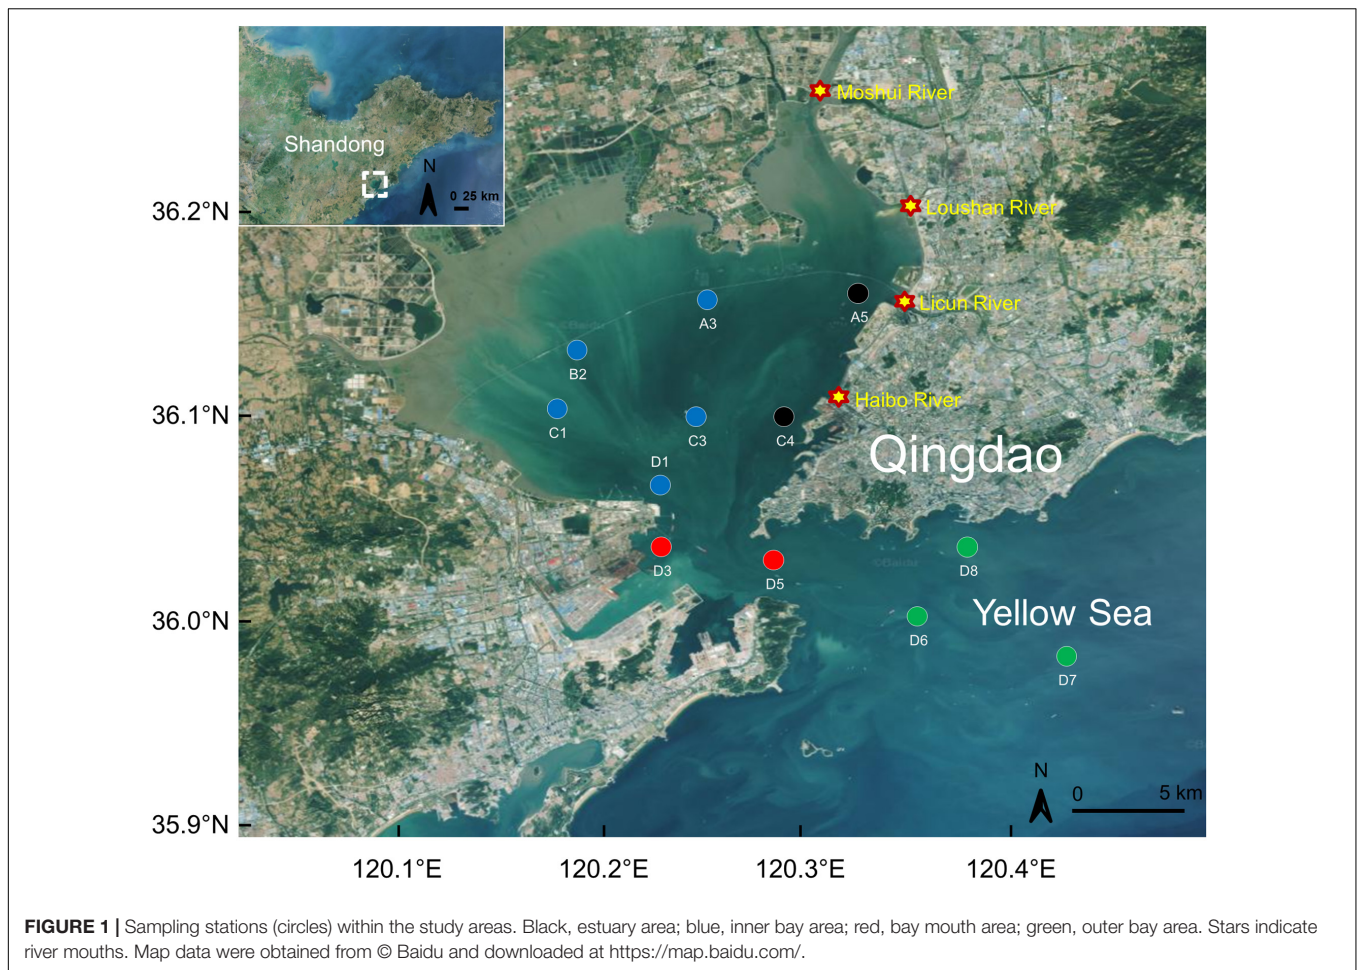 Shandong
N
0 25 km
Moshui River
36.2°N
Loushan River
Licun River
A3
A5
B2
36.1°N
Haibo River
C1
C3
C4
Qingdao
D1
©Baidu
D3
D5
D8
36.0°N
Yellow Sea
D6
D7
N
0 5 km
35.9°N
120.1°E 120.2°E 120.3°E 120.4°E
FIGURE 1 | Sampling stations (circles) within the study areas. Black, estuary area; blue, inner bay area; red, bay mouth area; green, outer bay area. Stars indicate
river mouths. Map data were obtained from © Baidu and downloaded at https://map.baidu.com/.